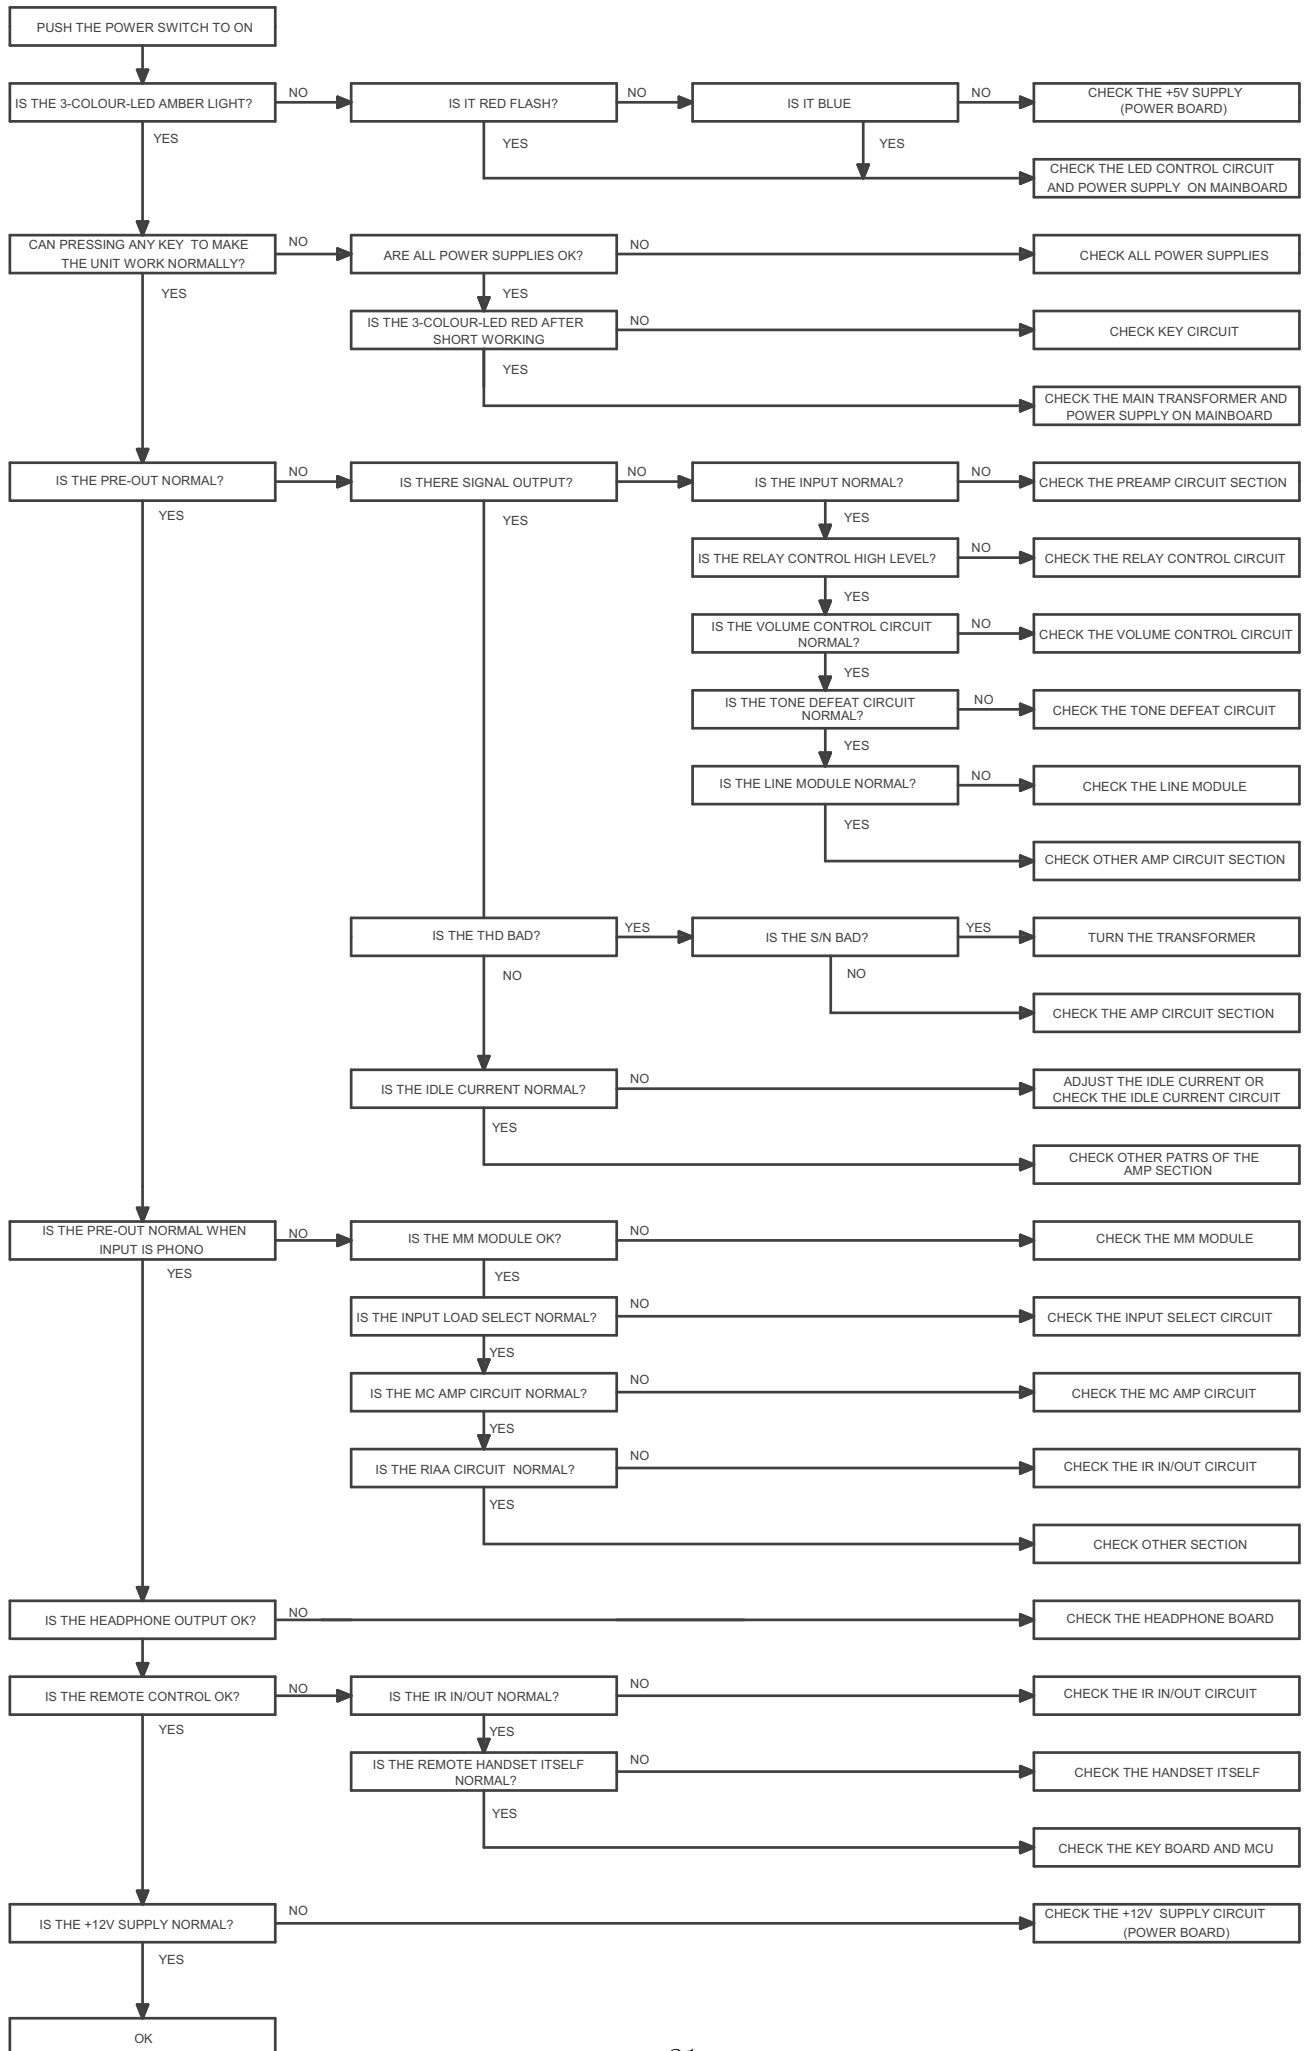 PUSH THE POWER SWITCH TO ON
IS THE 3-COLOUR-LED AMBER LIGHT?
NO
IS IT RED FLASH?
NO
IS IT BLUE
NO
CHECK THE +5V SUPPLY
(POWER BOARD)
YES
YES
YES
CHECK THE LED CONTROL CIRCUIT
AND POWER SUPPLY ON MAINBOARD
CAN PRESSING ANY KEY TO MAKE
THE UNIT WORK NORMALLY?
NO
ARE ALL POWER SUPPLIES OK?
NO
CHECK ALL POWER SUPPLIES
YES
YES
IS THE 3-COLOUR-LED RED AFTER
SHORT WORKING
NO
CHECK KEY CIRCUIT
YES
CHECK THE MAIN TRANSFORMER AND
POWER SUPPLY ON MAINBOARD
IS THE PRE-OUT NORMAL?
NO
IS THERE SIGNAL OUTPUT?
NO
IS THE INPUT NORMAL?
NO
CHECK THE PREAMP CIRCUIT SECTION
YES
YES
YES
IS THE RELAY CONTROL HIGH LEVEL?
NO
CHECK THE RELAY CONTROL CIRCUIT
YES
IS THE VOLUME CONTROL CIRCUIT
NORMAL?
NO
CHECK THE VOLUME CONTROL CIRCUIT
YES
IS THE TONE DEFEAT CIRCUIT
NORMAL?
NO
CHECK THE TONE DEFEAT CIRCUIT
YES
IS THE LINE MODULE NORMAL?
NO
CHECK THE LINE MODULE
YES
CHECK OTHER AMP CIRCUIT SECTION
IS THE THD BAD?
YES
IS THE S/N BAD?
YES
TURN THE TRANSFORMER
NO
NO
CHECK THE AMP CIRCUIT SECTION
IS THE IDLE CURRENT NORMAL?
NO
ADJUST THE IDLE CURRENT OR
CHECK THE IDLE CURRENT CIRCUIT
YES
CHECK OTHER PATRS OF THE
AMP SECTION
IS THE PRE-OUT NORMAL WHEN
INPUT IS PHONO
NO
IS THE MM MODULE OK?
NO
CHECK THE MM MODULE
YES
YES
IS THE INPUT LOAD SELECT NORMAL?
NO
CHECK THE INPUT SELECT CIRCUIT
YES
IS THE MC AMP CIRCUIT NORMAL?
NO
CHECK THE MC AMP CIRCUIT
YES
IS THE RIAA CIRCUIT NORMAL?
NO
CHECK THE IR IN/OUT CIRCUIT
YES
CHECK OTHER SECTION
IS THE HEADPHONE OUTPUT OK?
NO
CHECK THE HEADPHONE BOARD
IS THE REMOTE CONTROL OK?
NO
IS THE IR IN/OUT NORMAL?
NO
CHECK THE IR IN/OUT CIRCUIT
YES
YES
IS THE REMOTE HANDSET ITSELF
NORMAL?
NO
CHECK THE HANDSET ITSELF
YES
CHECK THE KEY BOARD AND MCU
IS THE +12V SUPPLY NORMAL?
NO
CHECK THE +12V SUPPLY CIRCUIT
(POWER BOARD)
YES
OK